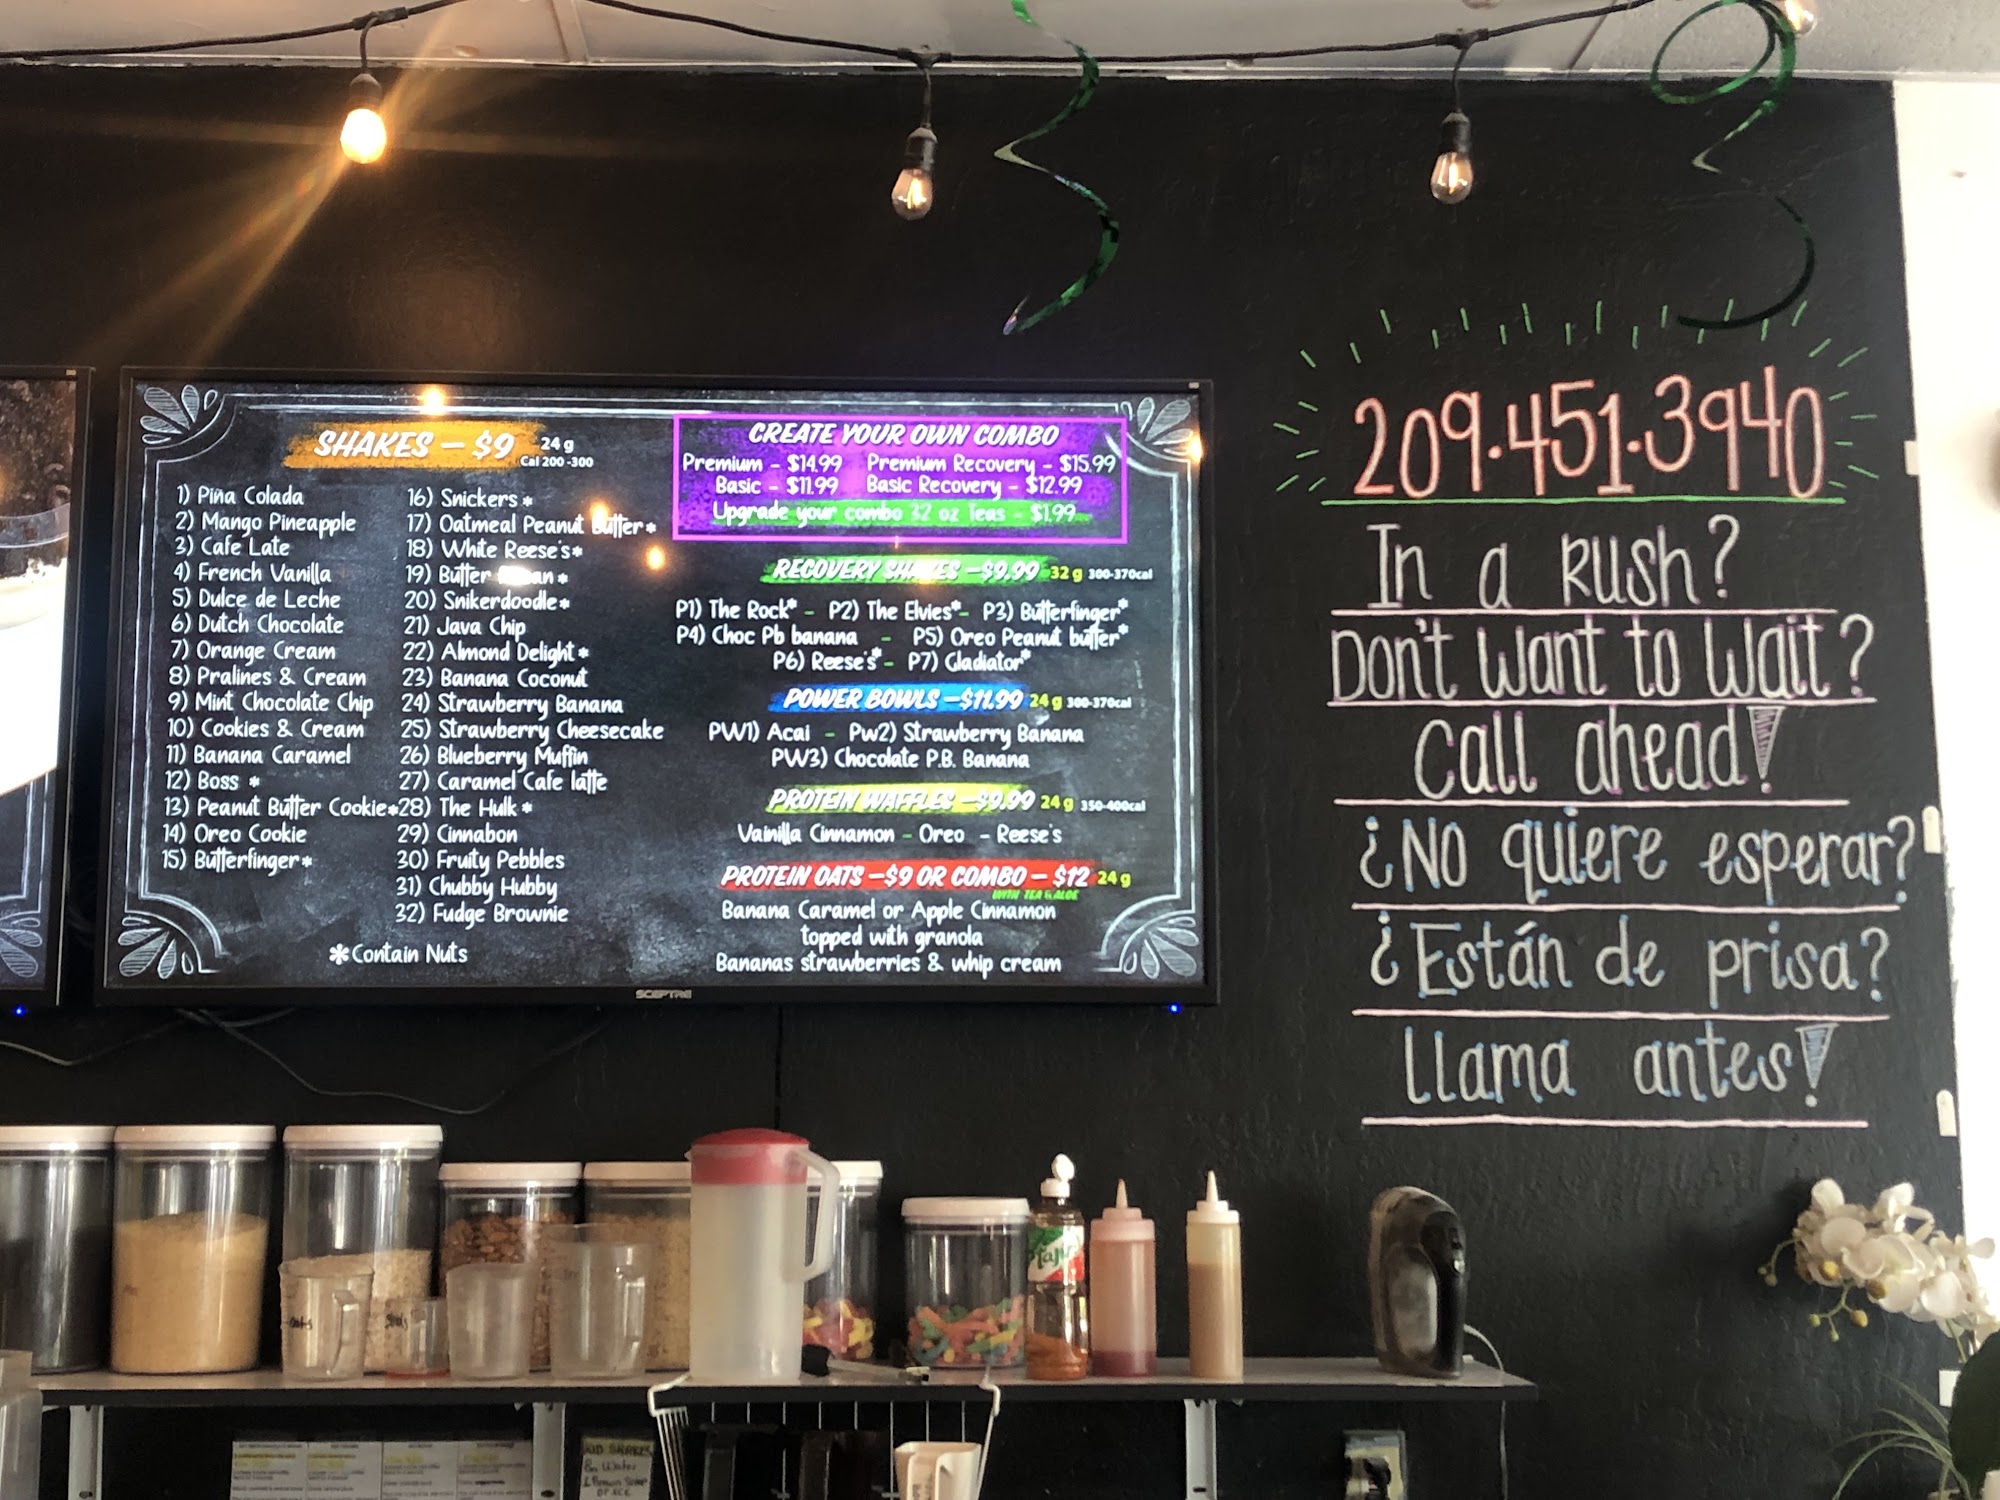 SHAKES – $9 24 g
Cal 200 -300
1) Piña Colada
2) Mango Pineapple
3) Cafe Late
4) French Vanilla
5) Dulce de Leche
6) Dutch Chocolate
7) Orange Cream
8) Pralines & Cream
9) Mint Chocolate Chip
10) Cookies & Cream
11) Banana Caramel
12) Boss *
13) Peanut Butter Cookie*
14) Oreo Cookie
15) Butterfinger*
16) Snickers *
17) Oatmeal Peanut Butter*
18) White Reese's*
19) Butter *
20) Snikerdoodle*
21) Java Chip
22) Almond Delight*
23) Banana Coconut
24) Strawberry Banana
25) Strawberry Cheesecake
26) Blueberry Muffin
27) Caramel Cafe latte
28) The Hulk *
29) Cinnabon
30) Fruity Pebbles
31) Chubby Hubby
32) Fudge Brownie
*Contain Nuts
CREATE YOUR OWN COMBO
Premium – $14.99 Premium Recovery – $15.99
Basic – $11.99 Basic Recovery – $12.99
Upgrade your combo 32 oz Teas – $1.99
RECOVERY SHAKES –$9.99 32 g 300-370cal
P1) The Rock* – P2) The Elvies* – P3) Butterfinger*
P4) Choc Pb banana – P5) Oreo Peanut butter*
P6) Reese's* – P7) Gladiator*
POWER BOWLS –$11.99 24 g 300-370cal
PW1) Acai – Pw2) Strawberry Banana
PW3) Chocolate P.B. Banana
PROTEIN WAFFLES –$9.99 24 g 350-400cal
Vainilla Cinnamon – Oreo – Reese's
PROTEIN OATS –$9 OR COMBO – $12 24 g
WITH TEA & ALOE
Banana Caramel or Apple Cinnamon
topped with granola
Bananas strawberries & whip cream
SCEPTRE
209.451.3940
In a Rush?
Don't want to wait?
Call ahead!
¿No quiere esperar?
¿Están de prisa?
Llama antes!
Tajín